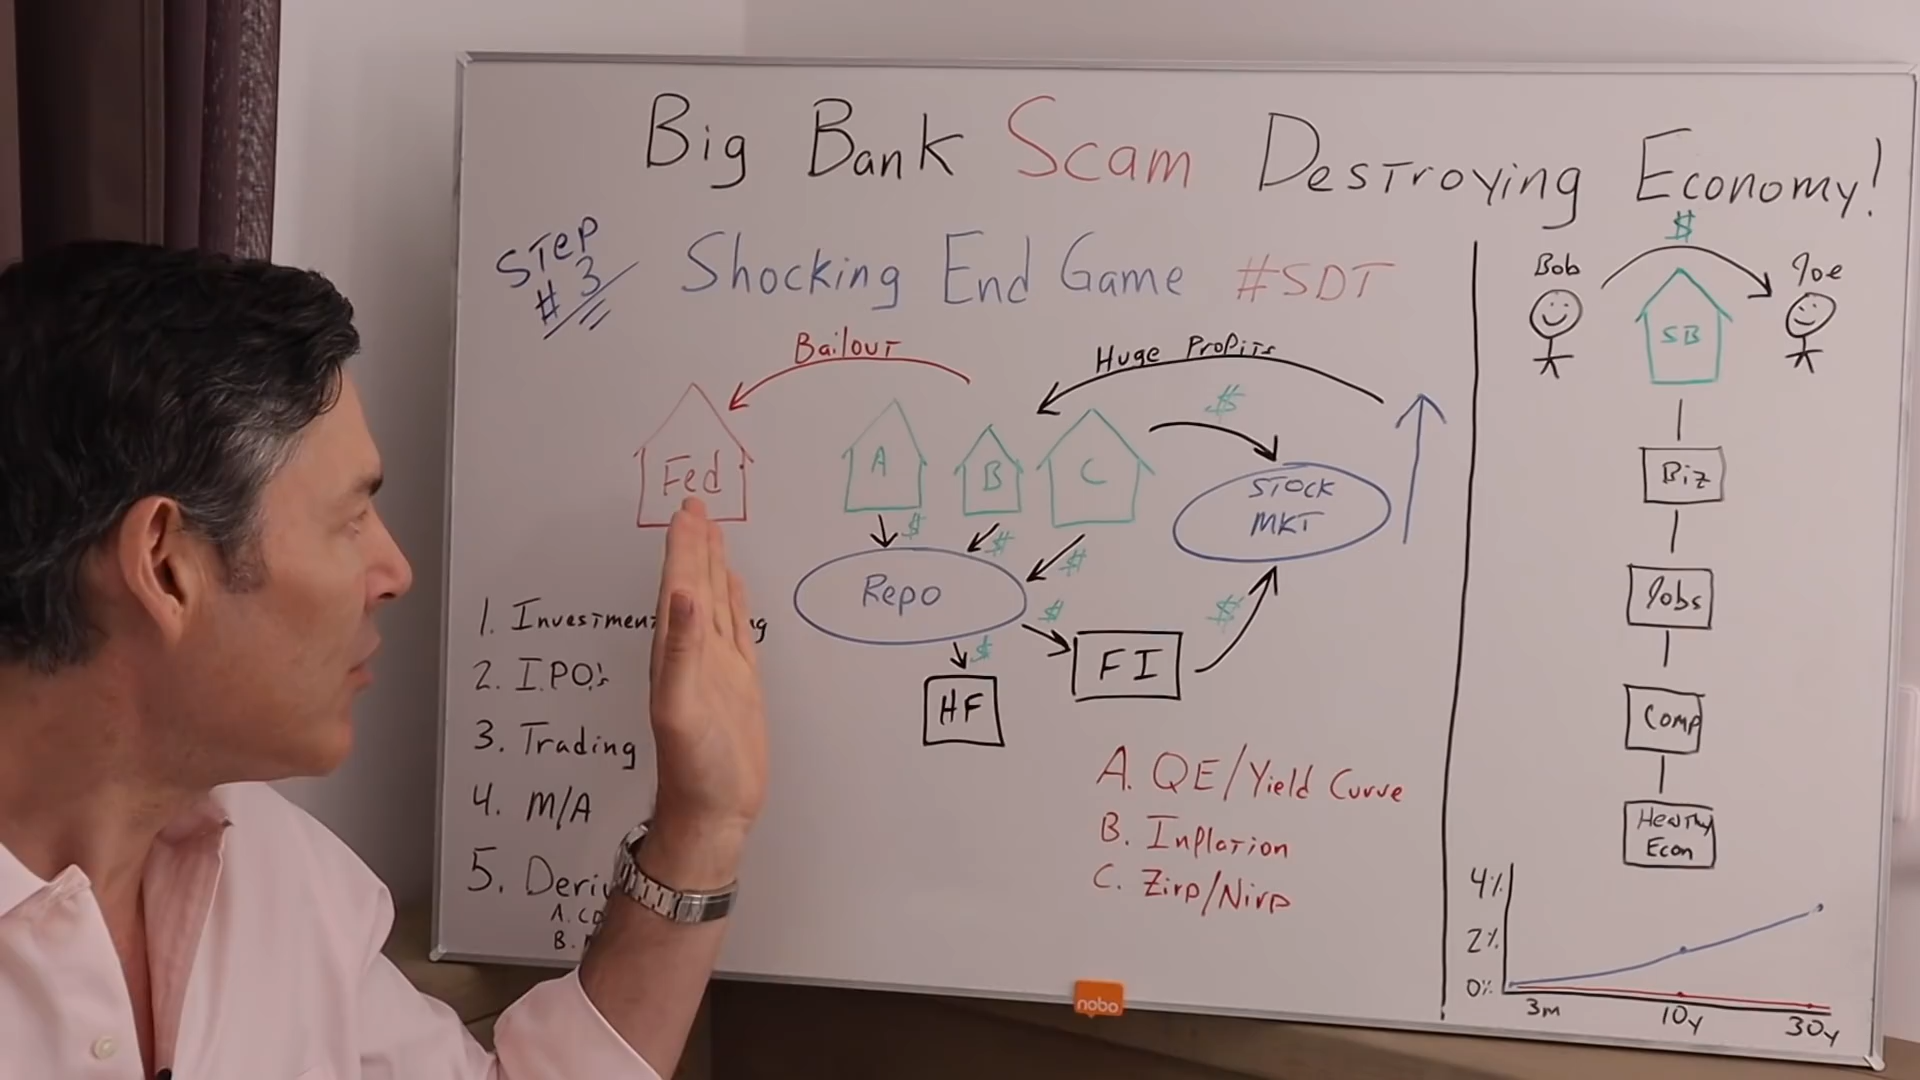 Big Bank Scam Destroying Economy!
STEP
#3
Shocking End Game #SDT
Bailout
Huge Profits
$
Fed
A
B
C
$
STOCK
MKT
$
$
$
Repo
$
$
$
HF
FI
1. Investment
2. I.PO's
3. Trading
4. M/A
5.
A.
B.
A. QE/Yield Curve
B. Inflation
C. Zirp/Nirp
$
Bob
Joe
SB
Biz
Jobs
Comp
Healthy
Econ
4%
2%
0%
3m
10y
30y
nobo